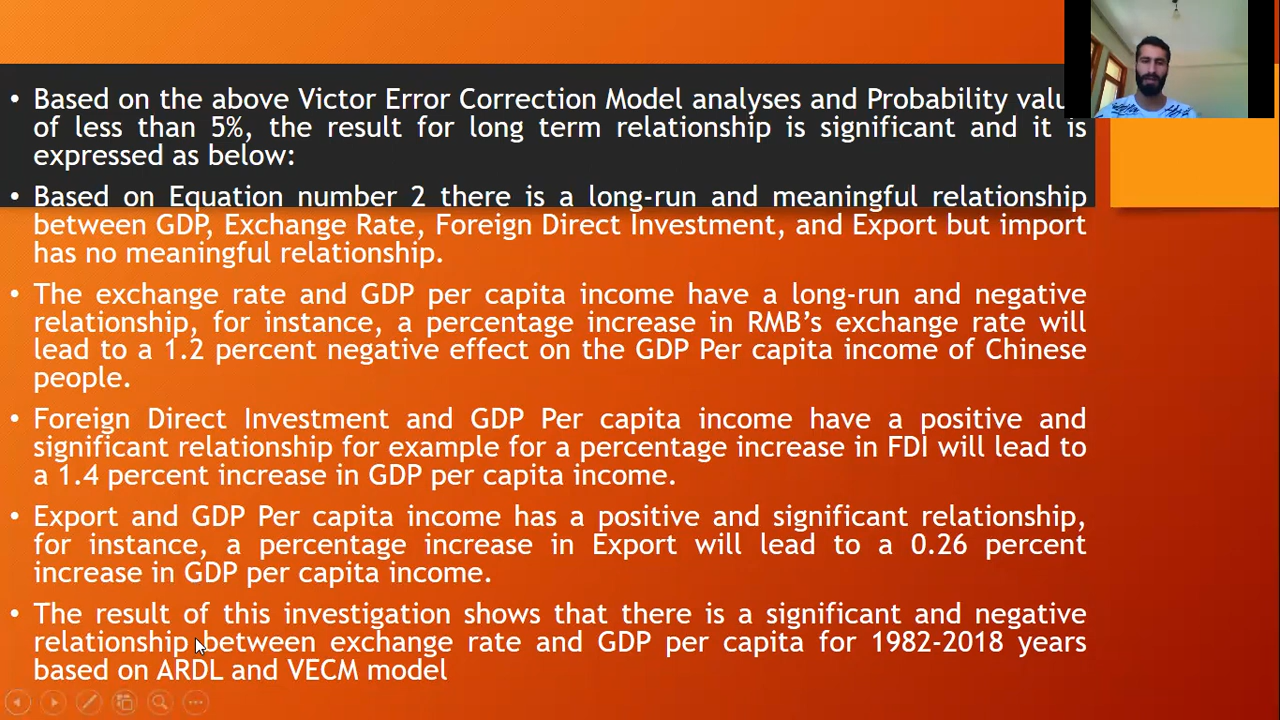 • Based on the above Victor Error Correction Model analyses and Probability
of less than 5%, the result for long term relationship is significant and it is
expressed as below:
• Based on Equation number 2 there is a long-run and meaningful relationship
between GDP, Exchange Rate, Foreign Direct Investment, and Export but import
has no meaningful relationship.
• The exchange rate and GDP per capita income have a long-run and negative
relationship, for instance, a percentage increase in RMB’s exchange rate will
lead to a 1.2 percent negative effect on the GDP Per capita income of Chinese
people.
• Foreign Direct Investment and GDP Per capita income have a positive and
significant relationship for example for a percentage increase in FDI will lead to
a 1.4 percent increase in GDP per capita income.
• Export and GDP Per capita income has a positive and significant relationship,
for instance, a percentage increase in Export will lead to a 0.26 percent
increase in GDP per capita income.
• The result of this investigation shows that there is a significant and negative
relationship between exchange rate and GDP per capita for 1982-2018 years
based on ARDL and VECM model